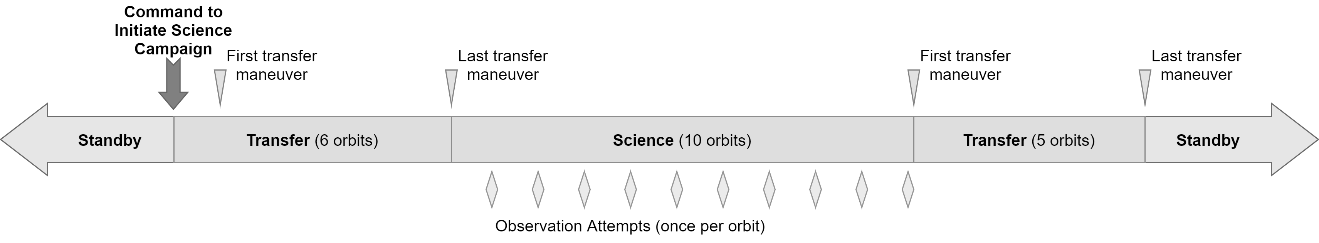 Command to
Initiate Science
Campaign
First transfer
maneuver
Last transfer
maneuver
First transfer
maneuver
Last transfer
maneuver
Standby
Transfer (6 orbits)
Science (10 orbits)
Transfer (5 orbits)
Standby
Observation Attempts (once per orbit)